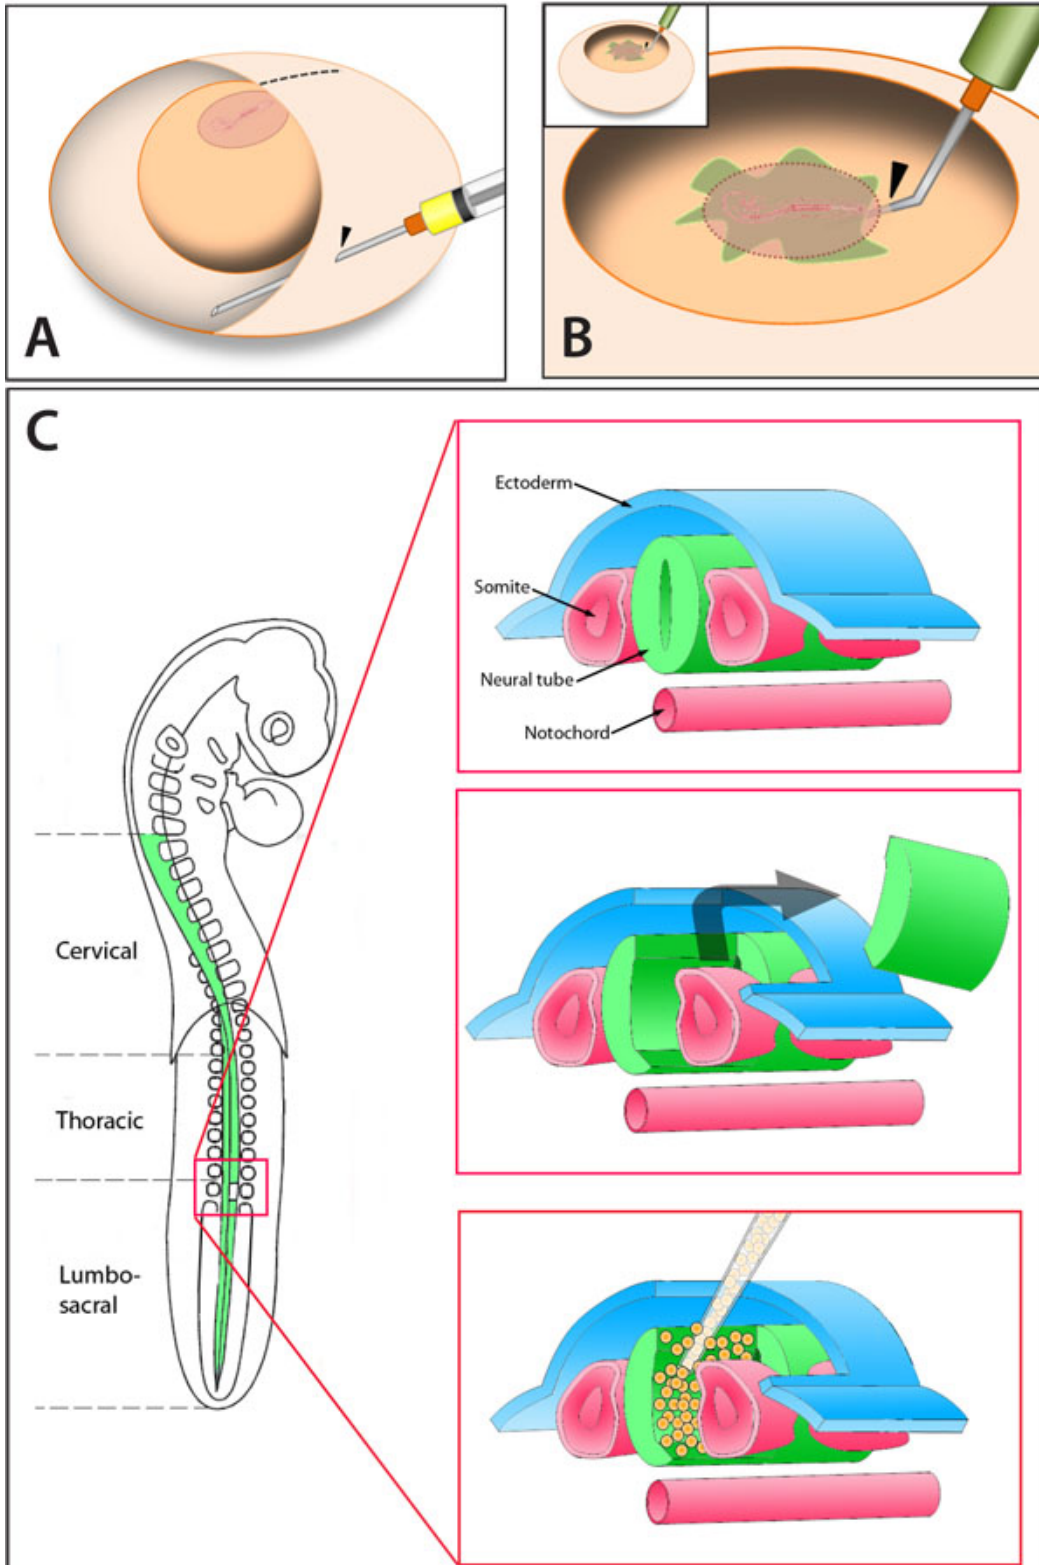 A
B
C
Ectoderm
Somite
Neural tube
Notochord
Cervical
Thoracic
Lumbo-
sacral